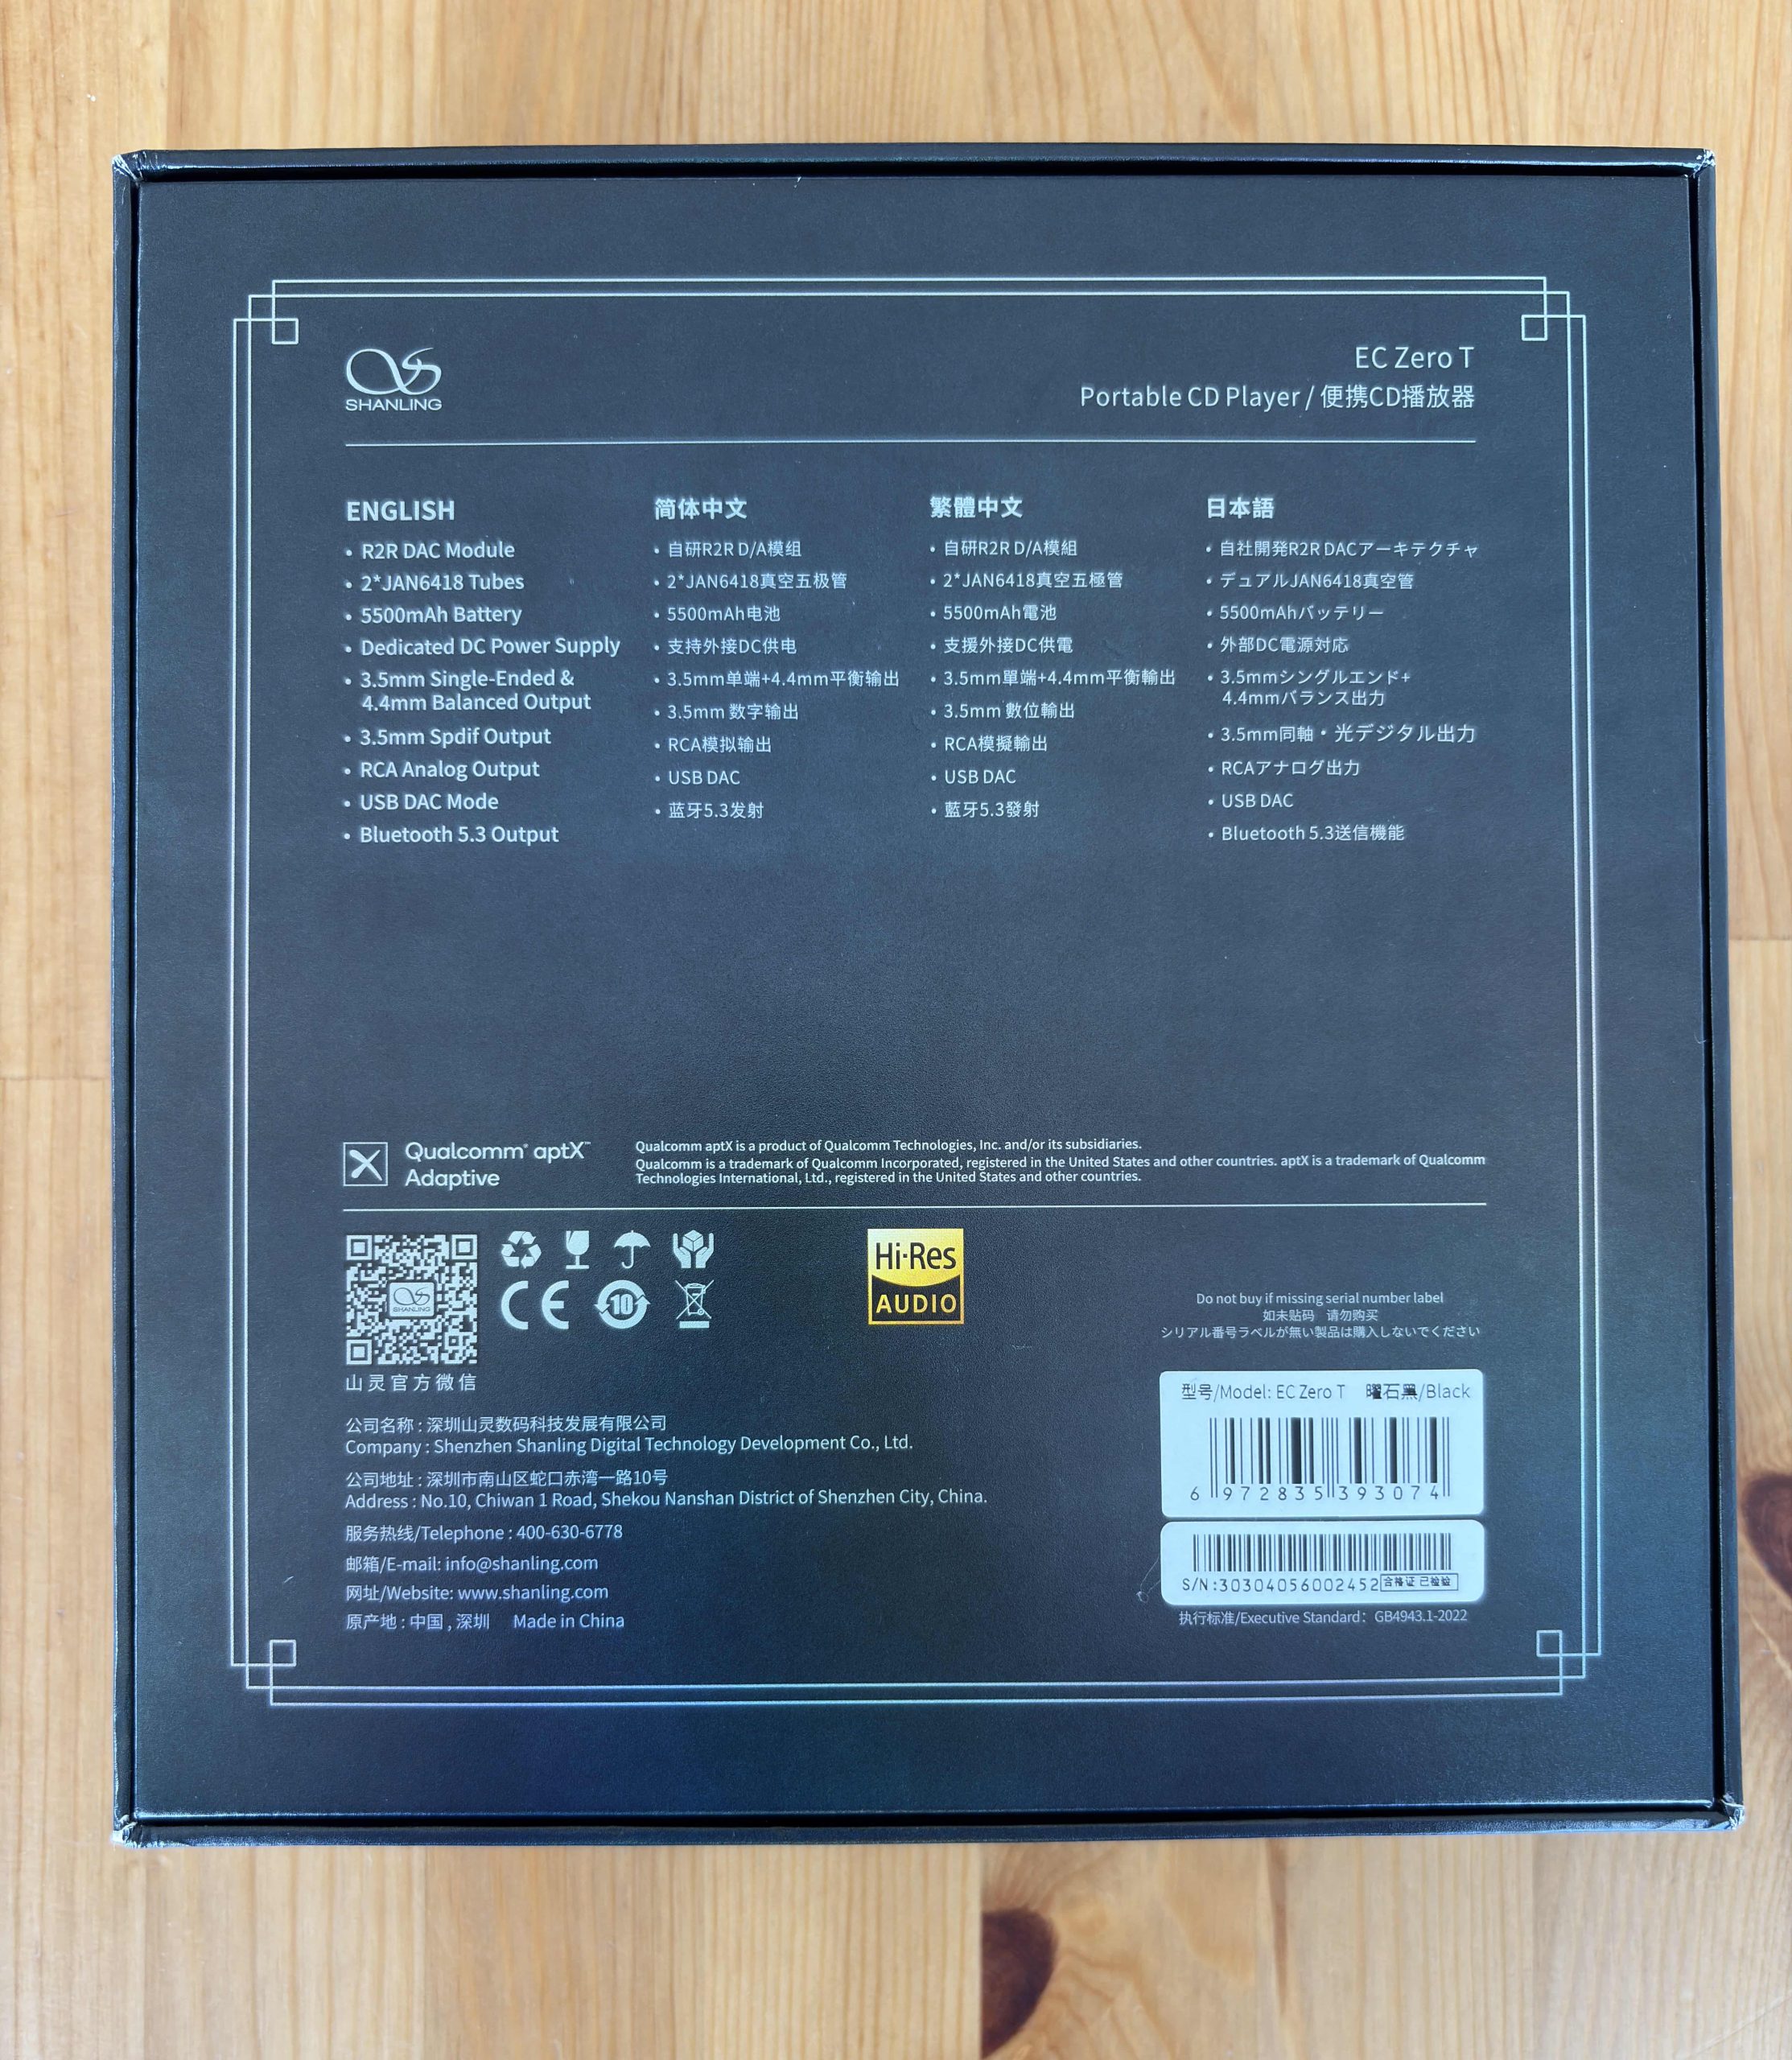 SHANLING
EC Zero T
Portable CD Player / 便携CD播放器
ENGLISH
• R2R DAC Module
• 2*JAN6418 Tubes
• 5500mAh Battery
• Dedicated DC Power Supply
• 3.5mm Single-Ended &
4.4mm Balanced Output
• 3.5mm Spdif Output
• RCA Analog Output
• USB DAC Mode
• Bluetooth 5.3 Output
简体中文
• 自研R2R D/A模组
• 2*JAN6418真空五极管
• 5500mAh电池
• 支持外接DC供电
• 3.5mm单端+4.4mm平衡输出
• 3.5mm 数字输出
• RCA模拟输出
• USB DAC
• 蓝牙5.3发射
繁體中文
• 自研R2R D/A模組
• 2*JAN6418真空五極管
• 5500mAh電池
• 支援外接DC供電
• 3.5mm單端+4.4mm平衡輸出
• 3.5mm 數位輸出
• RCA模擬輸出
• USB DAC
• 藍牙5.3發射
日本語
• 自社開発R2R DACアーキテクチャ
• デュアルJAN6418真空管
• 5500mAhバッテリー
• 外部DC電源対応
• 3.5mmシングルエンド+
4.4mmバランス出力
• 3.5mm同軸・光デジタル出力
• RCAアナログ出力
• USB DAC
• Bluetooth 5.3送信機能
Qualcomm® aptX™
Adaptive
Qualcomm aptX is a product of Qualcomm Technologies, Inc. and/or its subsidiaries.
Qualcomm is a trademark of Qualcomm Incorporated, registered in the United States and other countries. aptX is a trademark of Qualcomm
Technologies International, Ltd., registered in the United States and other countries.
SHANLING
CE
10
Hi-Res
AUDIO
山灵官方微信
Do not buy if missing serial number label
如未贴码 请勿购买
シリアル番号ラベルが無い製品は購入しないでください
公司名称 : 深圳山灵数码科技发展有限公司
Company : Shenzhen Shanling Digital Technology Development Co., Ltd.
公司地址 : 深圳市南山区蛇口赤湾一路10号
Address : No.10, Chiwan 1 Road, Shekou Nanshan District of Shenzhen City, China.
服务热线/Telephone : 400-630-6778
邮箱/E-mail: info@shanling.com
网址/Website: www.shanling.com
原产地 : 中国 , 深圳 Made in China
型号/Model: EC Zero T 曜石黑/Black
6 972835 393074
S/N:30304056002452 合格证 已检验
执行标准/Executive Standard: GB4943.1-2022